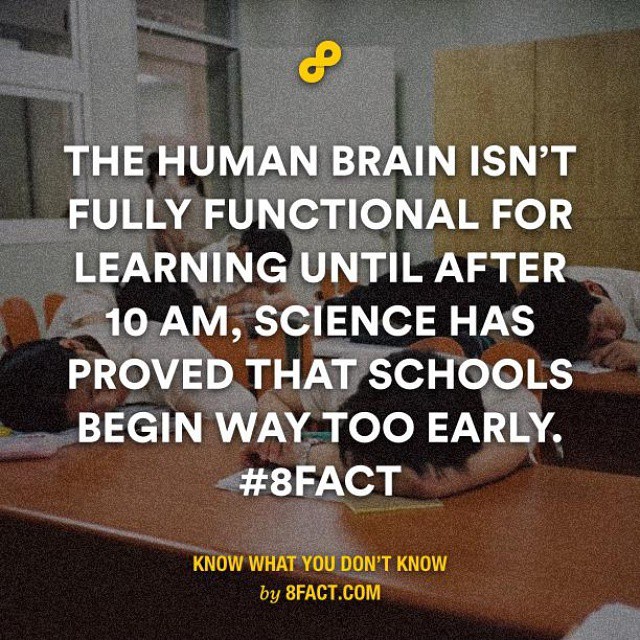 THE HUMAN BRAIN ISN'T
FULLY FUNCTIONAL FOR
LEARNING UNTIL AFTER
10 AM, SCIENCE HAS
PROVED THAT SCHOOLS
BEGIN WAY TOO EARLY.
#8FACT
KNOW WHAT YOU DON'T KNOW
by 8FACT.COM